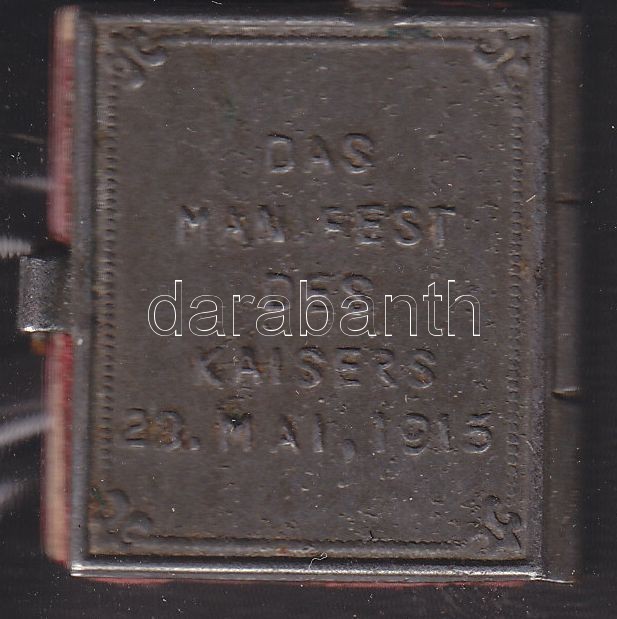 DAS
MANIFEST
DES
darabanth
KAISERS
23. MAI, 1915